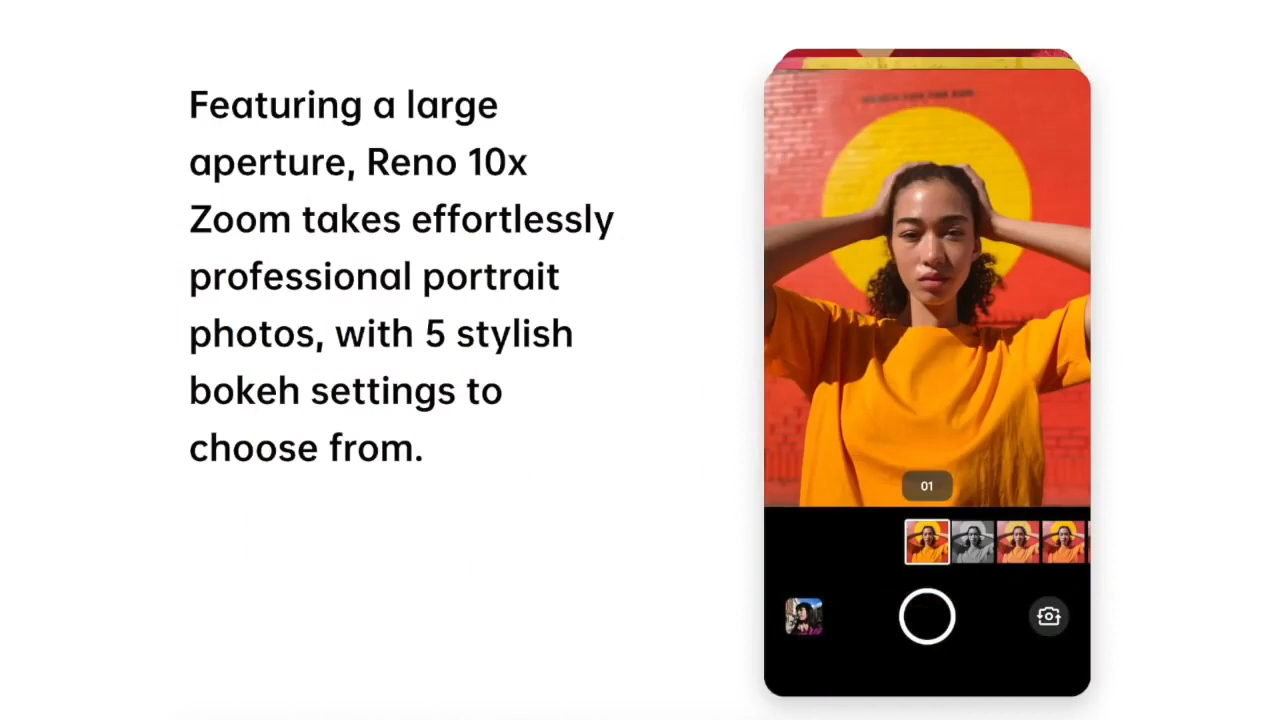 Featuring a large
aperture, Reno 10x
Zoom takes effortlessly
professional portrait
photos, with 5 stylish
bokeh settings to
choose from.
01